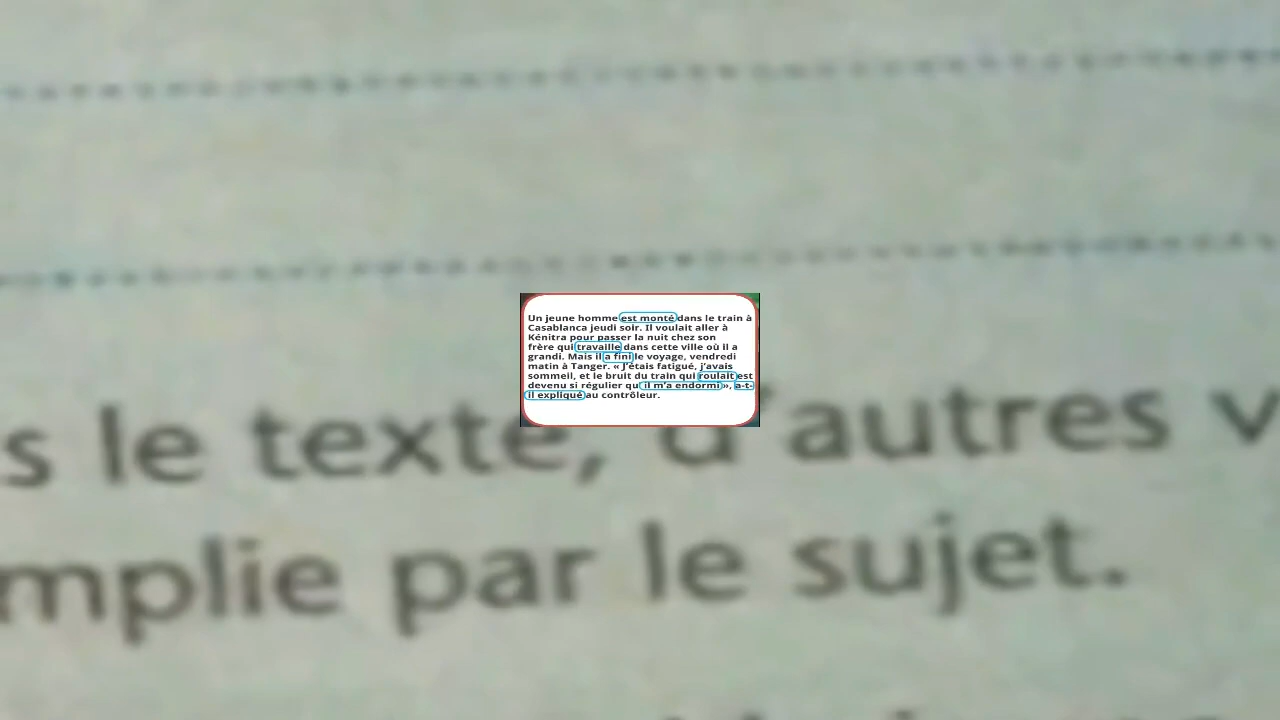 Un jeune homme est monté dans le train à
Casablanca jeudi soir. Il voulait aller à
Kénitra pour passer la nuit chez son
frère qui travaille dans cette ville où il a
grandi. Mais il a fini le voyage, vendredi
matin à Tanger. « J'étais fatigué, j'avais
sommeil, et le bruit du train qui roulait est
devenu si régulier qu il m'a endormi », a-t-
il expliqué au contrôleur.
s le texte, d'autres v
mplie par le sujet.